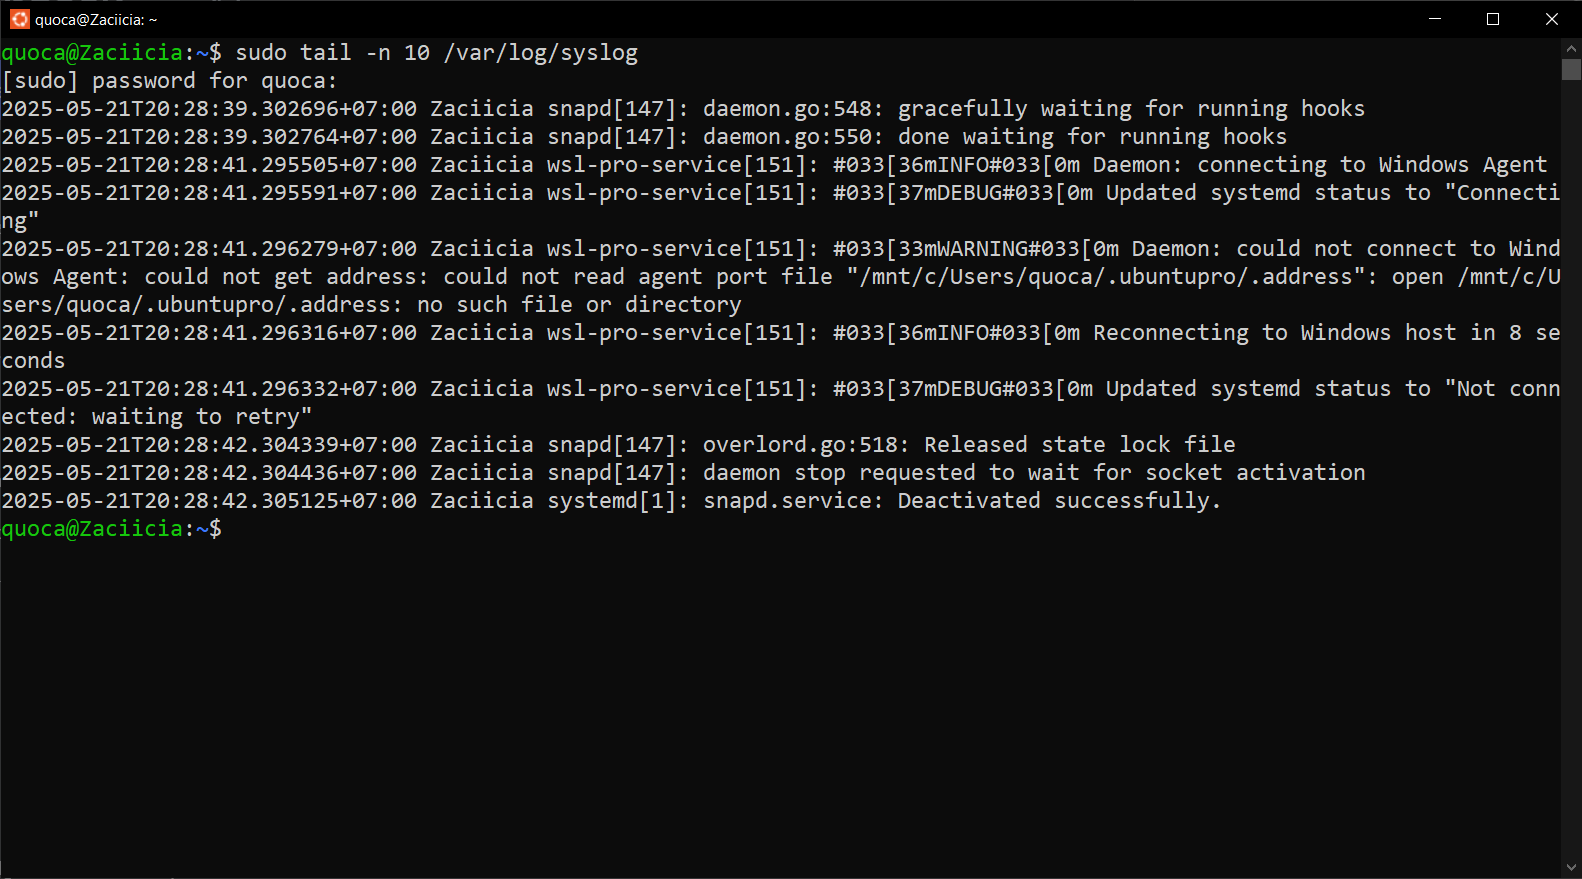 quoca@Zaciicia: ~
quoca@Zaciicia:~$ sudo tail -n 10 /var/log/syslog
[sudo] password for quoca:
2025-05-21T20:28:39.302696+07:00 Zaciicia snapd[147]: daemon.go:548: gracefully waiting for running hooks
2025-05-21T20:28:39.302764+07:00 Zaciicia snapd[147]: daemon.go:550: done waiting for running hooks
2025-05-21T20:28:41.295505+07:00 Zaciicia wsl-pro-service[151]: #033[36mINFO#033[0m Daemon: connecting to Windows Agent
2025-05-21T20:28:41.295591+07:00 Zaciicia wsl-pro-service[151]: #033[37mDEBUG#033[0m Updated systemd status to "Connecti
ng"
2025-05-21T20:28:41.296279+07:00 Zaciicia wsl-pro-service[151]: #033[33mWARNING#033[0m Daemon: could not connect to Wind
ows Agent: could not get address: could not read agent port file "/mnt/c/Users/quoca/.ubuntupro/.address": open /mnt/c/U
sers/quoca/.ubuntupro/.address: no such file or directory
2025-05-21T20:28:41.296316+07:00 Zaciicia wsl-pro-service[151]: #033[36mINFO#033[0m Reconnecting to Windows host in 8 se
conds
2025-05-21T20:28:41.296332+07:00 Zaciicia wsl-pro-service[151]: #033[37mDEBUG#033[0m Updated systemd status to "Not conn
ected: waiting to retry"
2025-05-21T20:28:42.304339+07:00 Zaciicia snapd[147]: overlord.go:518: Released state lock file
2025-05-21T20:28:42.304436+07:00 Zaciicia snapd[147]: daemon stop requested to wait for socket activation
2025-05-21T20:28:42.305125+07:00 Zaciicia systemd[1]: snapd.service: Deactivated successfully.
quoca@Zaciicia:~$